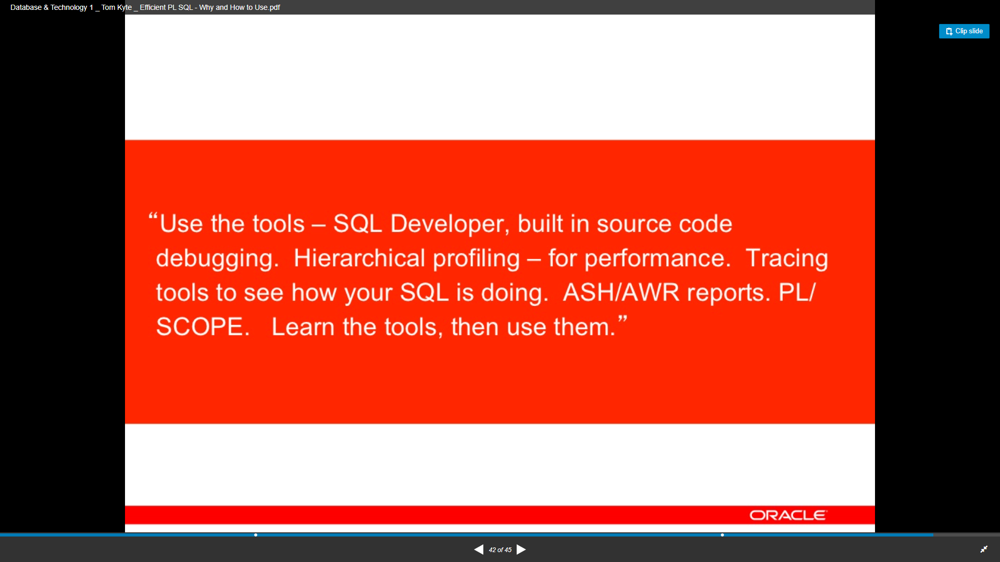 Database & Technology 1 _ Tom Kyte _ Efficient PL SQL - Why and How to Use.pdf
Clip slide
“Use the tools – SQL Developer, built in source code
debugging.  Hierarchical profiling – for performance.  Tracing
tools to see how your SQL is doing.  ASH/AWR reports. PL/
SCOPE.   Learn the tools, then use them.”
ORACLE
42 of 45